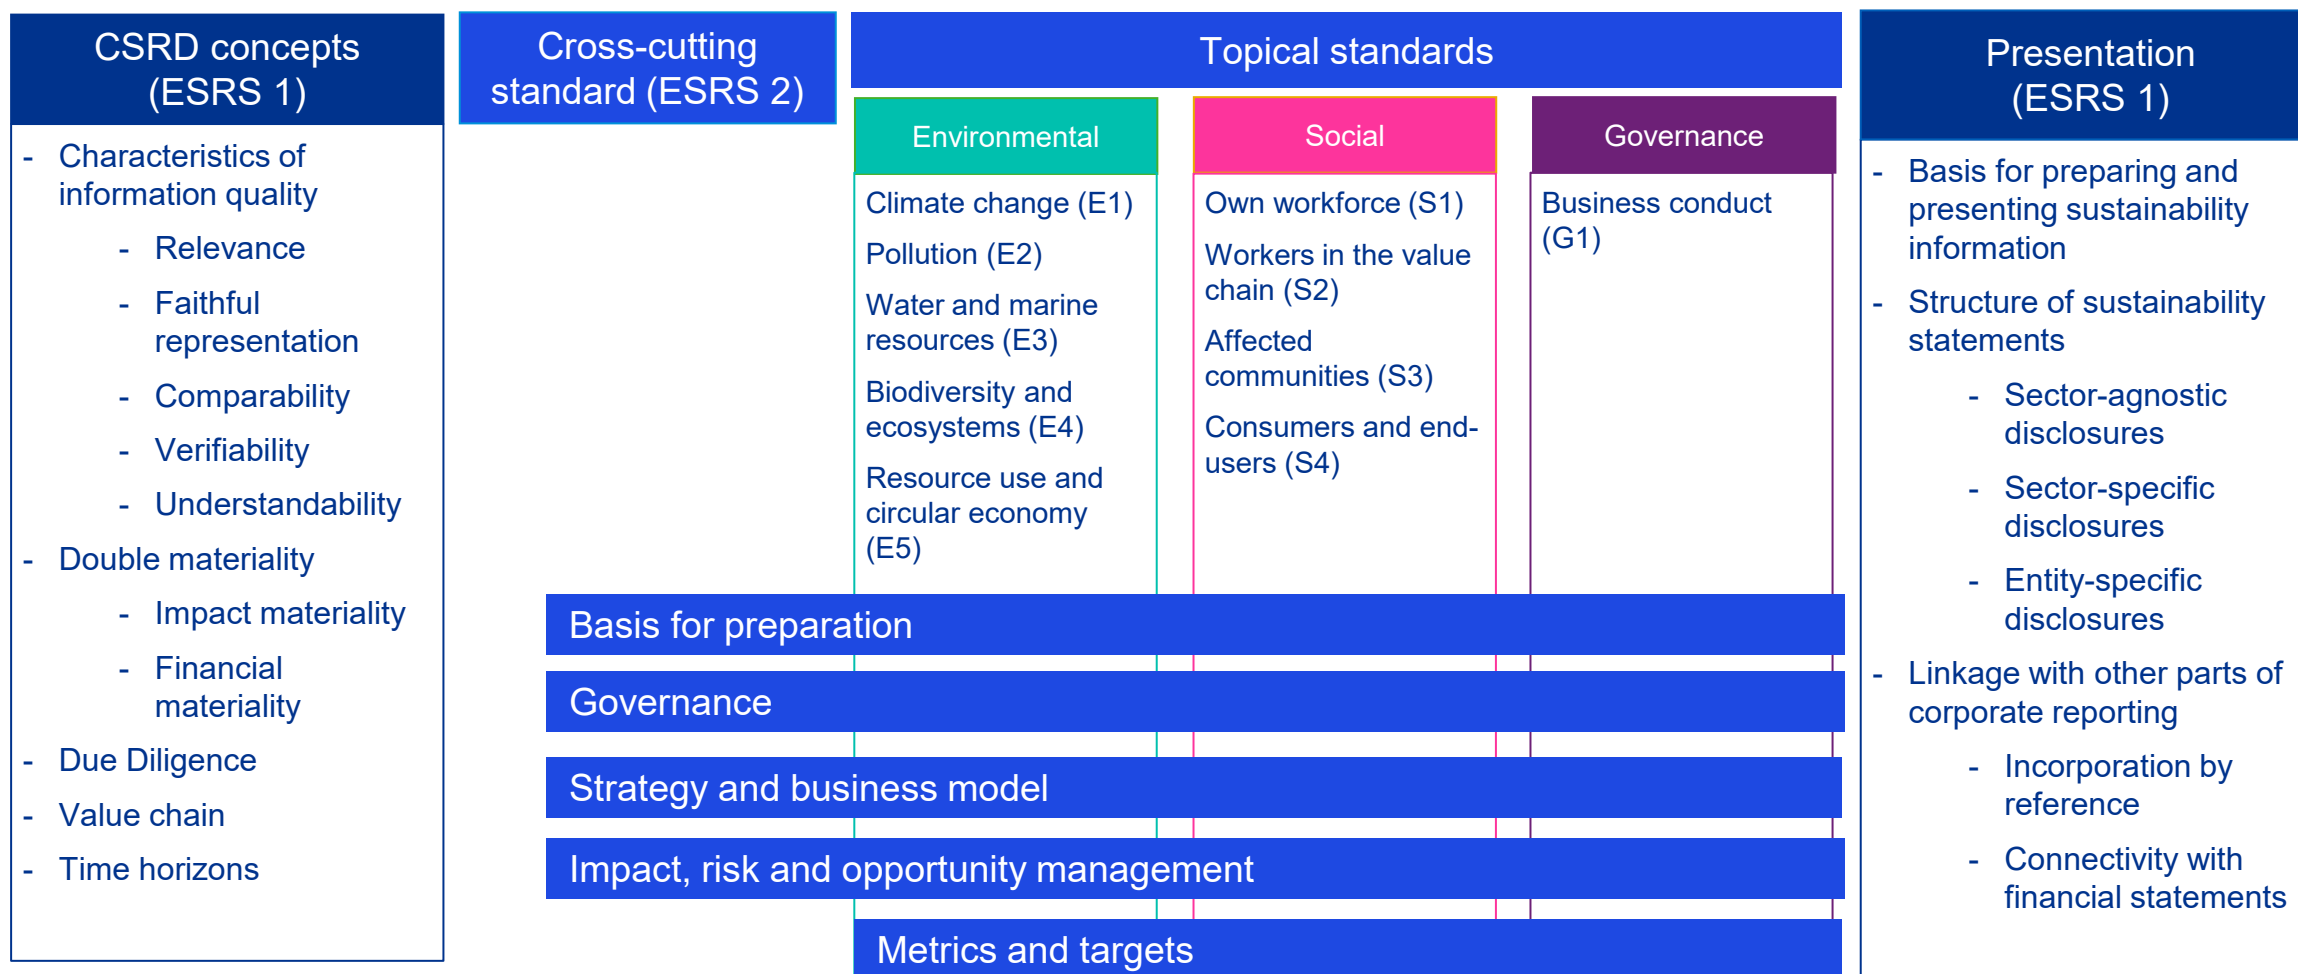 CSRD concepts
(ESRS 1)
- Characteristics of
information quality
- Relevance
- Faithful
representation
- Comparability
- Verifiability
- Understandability
- Double materiality
- Impact materiality
- Financial
materiality
- Due Diligence
- Value chain
- Time horizons
Cross-cutting
standard (ESRS 2)
Topical standards
Environmental
Climate change (E1)
Pollution (E2)
Water and marine
resources (E3)
Biodiversity and
ecosystems (E4)
Resource use and
circular economy
(E5)
Social
Own workforce (S1)
Workers in the value
chain (S2)
Affected
communities (S3)
Consumers and end-
users (S4)
Governance
Business conduct
(G1)
Basis for preparation
Governance
Strategy and business model
Impact, risk and opportunity management
Metrics and targets
Presentation
(ESRS 1)
- Basis for preparing and
presenting sustainability
information
- Structure of sustainability
statements
- Sector-agnostic
disclosures
- Sector-specific
disclosures
- Entity-specific
disclosures
- Linkage with other parts of
corporate reporting
- Incorporation by
reference
- Connectivity with
financial statements